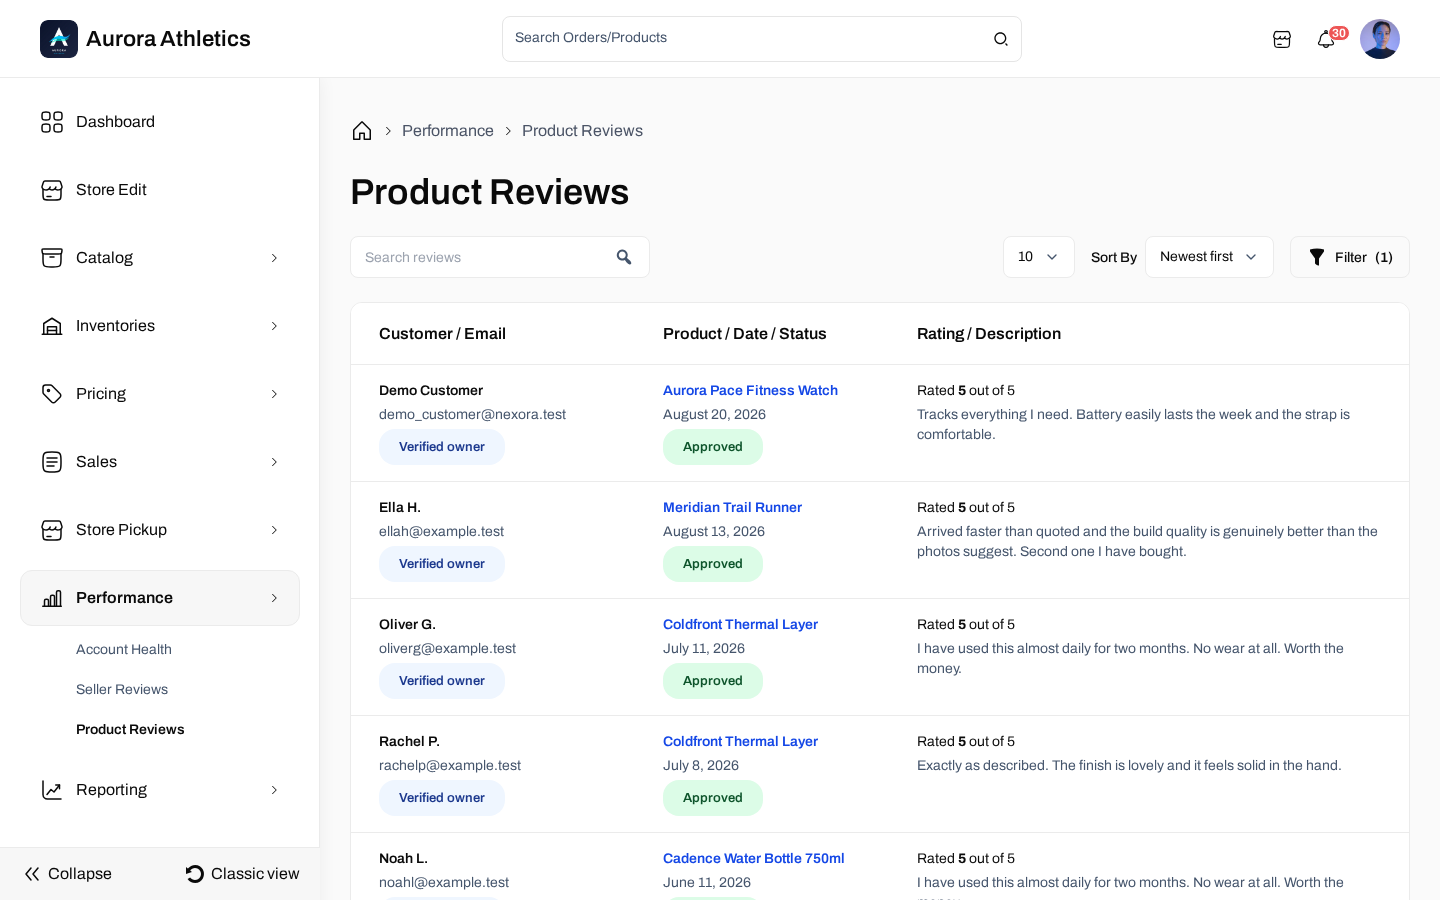 Aurora Athletics
Search Orders/Products
30
Dashboard
Store Edit
Catalog
Inventories
Pricing
Sales
Store Pickup
Performance
Account Health
Seller Reviews
Product Reviews
Reporting
Collapse
Classic view
Performance
Product Reviews
Product Reviews
Search reviews
10
Sort By
Newest first
Filter (1)
Customer / Email
Product / Date / Status
Rating / Description
Demo Customer
demo_customer@nexora.test
Verified owner
Aurora Pace Fitness Watch
August 20, 2026
Approved
Rated 5 out of 5
Tracks everything I need. Battery easily lasts the week and the strap is
comfortable.
Ella H.
ellah@example.test
Verified owner
Meridian Trail Runner
August 13, 2026
Approved
Rated 5 out of 5
Arrived faster than quoted and the build quality is genuinely better than the
photos suggest. Second one I have bought.
Oliver G.
oliverg@example.test
Verified owner
Coldfront Thermal Layer
July 11, 2026
Approved
Rated 5 out of 5
I have used this almost daily for two months. No wear at all. Worth the
money.
Rachel P.
rachelp@example.test
Verified owner
Coldfront Thermal Layer
July 8, 2026
Approved
Rated 5 out of 5
Exactly as described. The finish is lovely and it feels solid in the hand.
Noah L.
noahl@example.test
Cadence Water Bottle 750ml
June 11, 2026
Rated 5 out of 5
I have used this almost daily for two months. No wear at all. Worth the